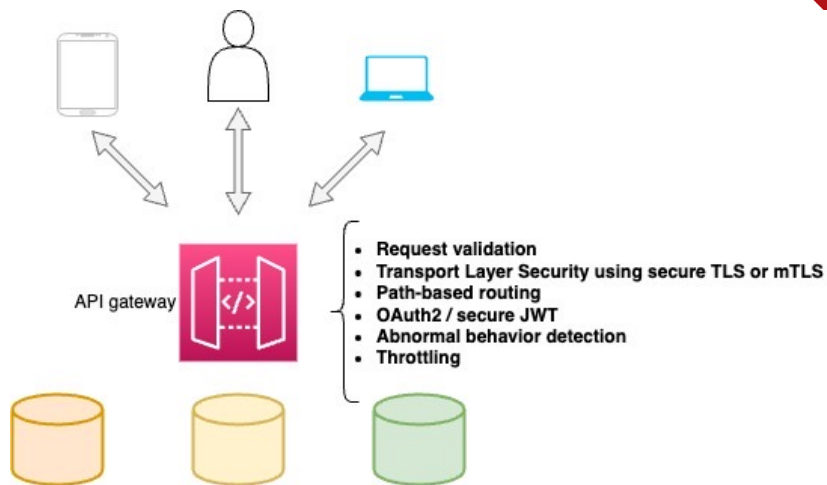 API gateway
</>
• Request validation
• Transport Layer Security using secure TLS or mTLS
• Path-based routing
• OAuth2 / secure JWT
• Abnormal behavior detection
• Throttling